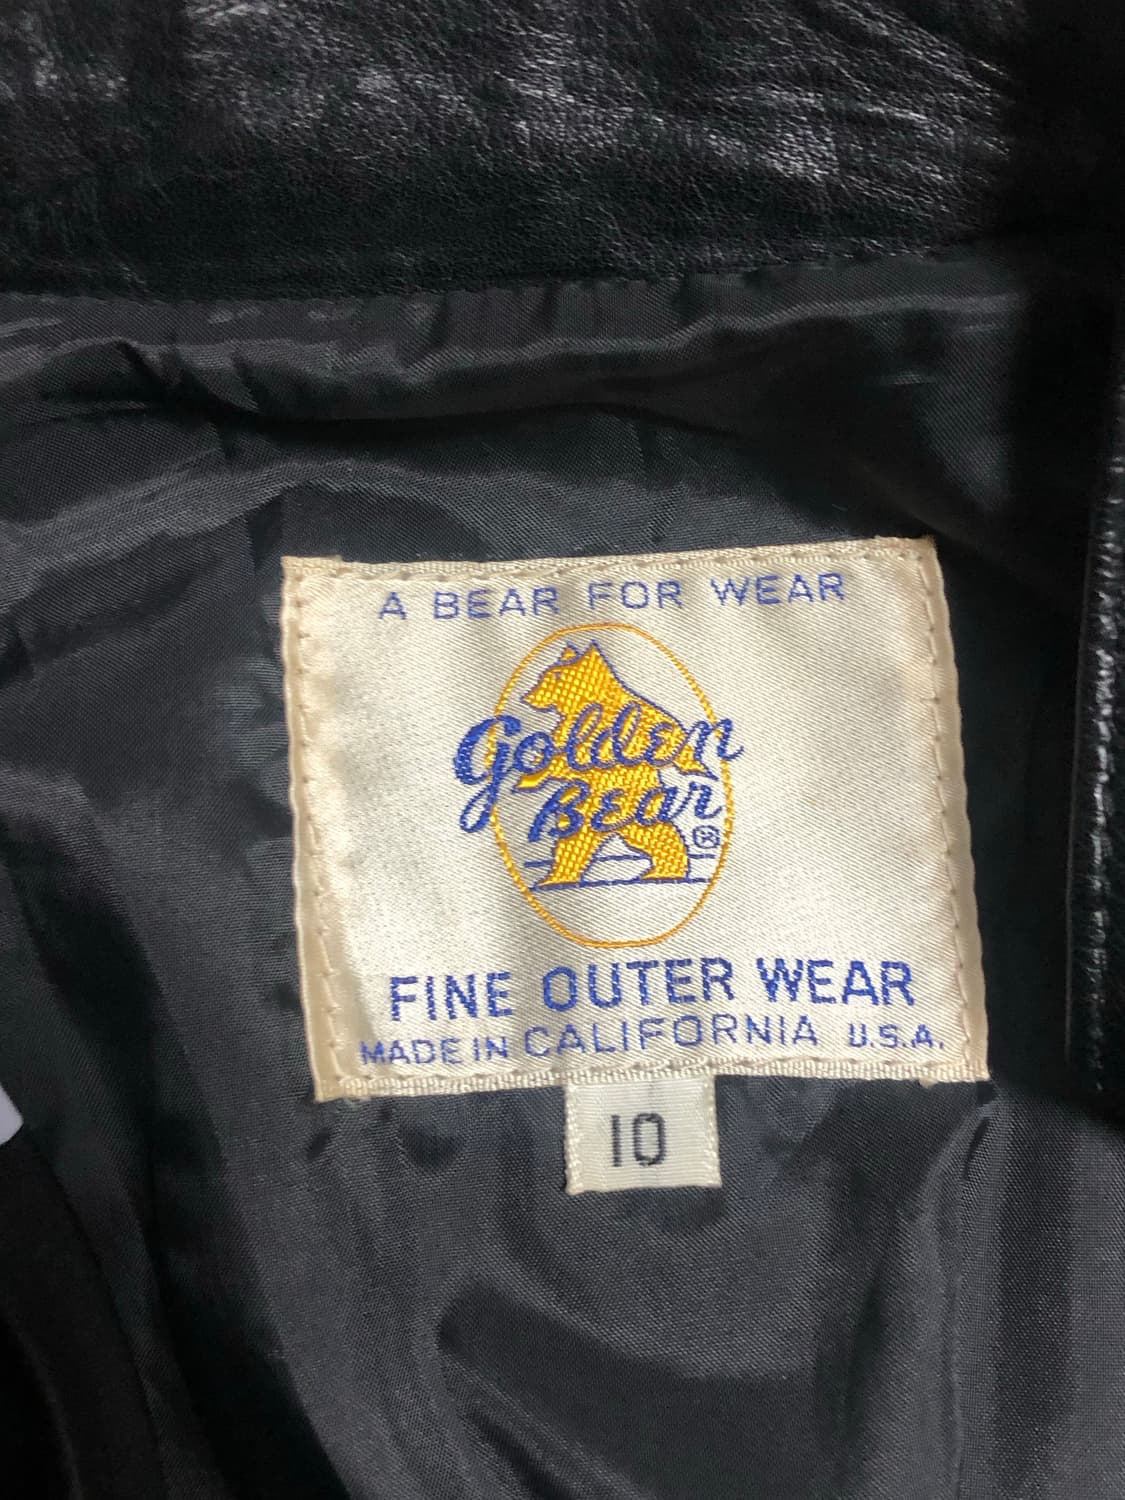 A BEAR FOR WEAR
Golden
Bear ®
FINE OUTER WEAR
MADE IN CALIFORNIA U.S.A.
10